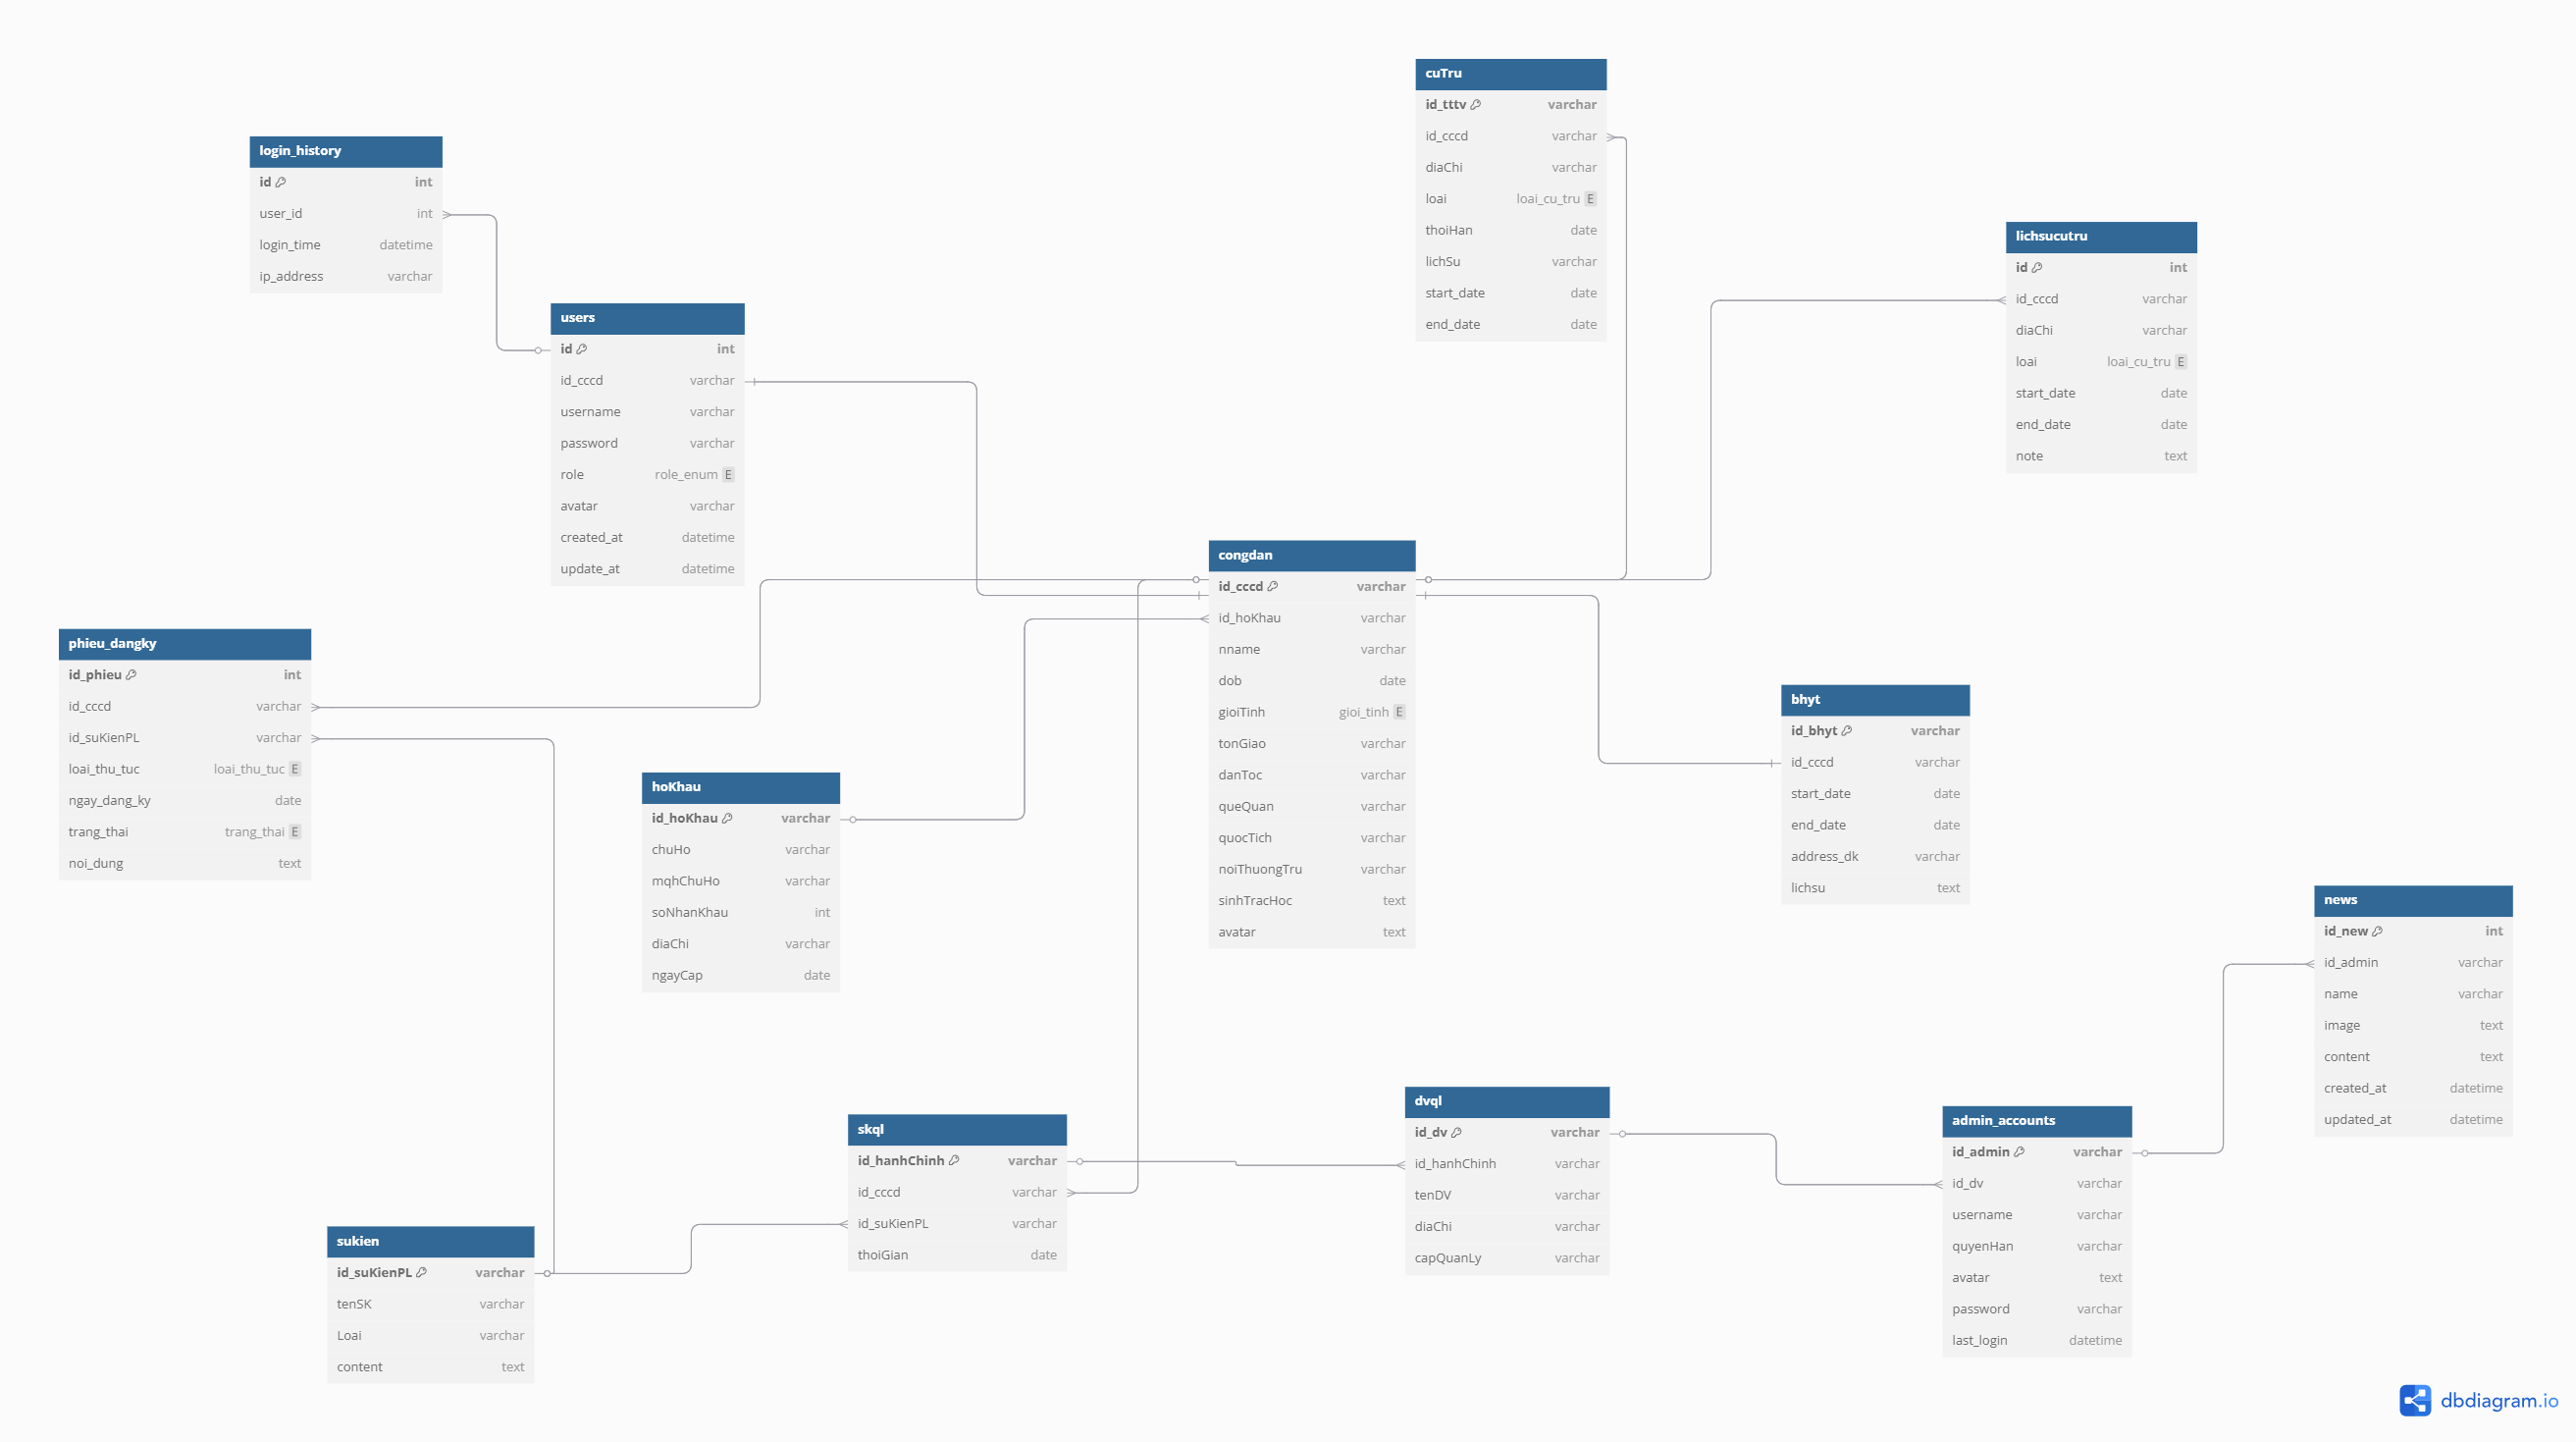 cuTru
id_tttv varchar
id_cccd varchar
diaChi varchar
loai loai_cu_tru E
thoiHan date
lichSu varchar
start_date date
end_date date
login_history
id int
user_id int
login_time datetime
ip_address varchar
lichsucutru
id int
id_cccd varchar
diaChi varchar
loai loai_cu_tru E
start_date date
end_date date
note text
users
id int
id_cccd varchar
username varchar
password varchar
role role_enum E
avatar varchar
created_at datetime
update_at datetime
congdan
id_cccd varchar
id_hoKhau varchar
nname varchar
dob date
gioiTinh gioi_tinh E
tonGiao varchar
danToc varchar
queQuan varchar
quocTich varchar
noiThuongTru varchar
sinhTracHoc text
avatar text
phieu_dangky
id_phieu int
id_cccd varchar
id_suKienPL varchar
loai_thu_tuc loai_thu_tuc E
ngay_dang_ky date
trang_thai trang_thai E
noi_dung text
bhyt
id_bhyt varchar
id_cccd varchar
start_date date
end_date date
address_dk varchar
lichsu text
hoKhau
id_hoKhau varchar
chuHo varchar
mqhChuHo varchar
soNhanKhau int
diaChi varchar
ngayCap date
news
id_new int
id_admin varchar
name varchar
image text
content text
created_at datetime
updated_at datetime
dvql
id_dv varchar
id_hanhChinh varchar
tenDV varchar
diaChi varchar
capQuanLy varchar
admin_accounts
id_admin varchar
id_dv varchar
username varchar
quyenHan varchar
avatar text
password varchar
last_login datetime
skql
id_hanhChinh varchar
id_cccd varchar
id_suKienPL varchar
thoiGian date
sukien
id_suKienPL varchar
tenSK varchar
Loai varchar
content text
dbdiagram.io